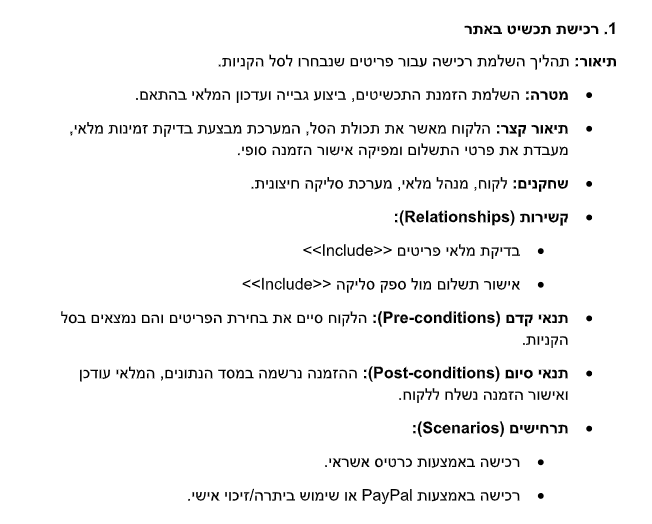 1. רכישת תכשיט באתר
תיאור: תהליך השלמת רכישה עבור פריטים שנבחרו לסל הקניות.
• מטרה: השלמת הזמנת התכשיטים, ביצוע גבייה ועדכון המלאי בהתאם.
• תיאור קצר: הלקוח מאשר את תכולת הסל, המערכת מבצעת בדיקת זמינות מלאי,
מעבדת את פרטי התשלום ומפיקה אישור הזמנה סופי.
• שחקנים: לקוח, מנהל מלאי, מערכת סליקה חיצונית.
• קשירות (Relationships):
• בדיקת מלאי פריטים <<Include>>
• אישור תשלום מול ספק סליקה <<Include>>
• תנאי קדם (Pre-conditions): הלקוח סיים את בחירת הפריטים והם נמצאים בסל
הקניות.
• תנאי סיום (Post-conditions): ההזמנה נרשמה במסד הנתונים, המלאי עודכן
ואישור הזמנה נשלח ללקוח.
• תרחישים (Scenarios):
• רכישה באמצעות כרטיס אשראי.
• רכישה באמצעות PayPal או שימוש ביתרה/זיכוי אישי.